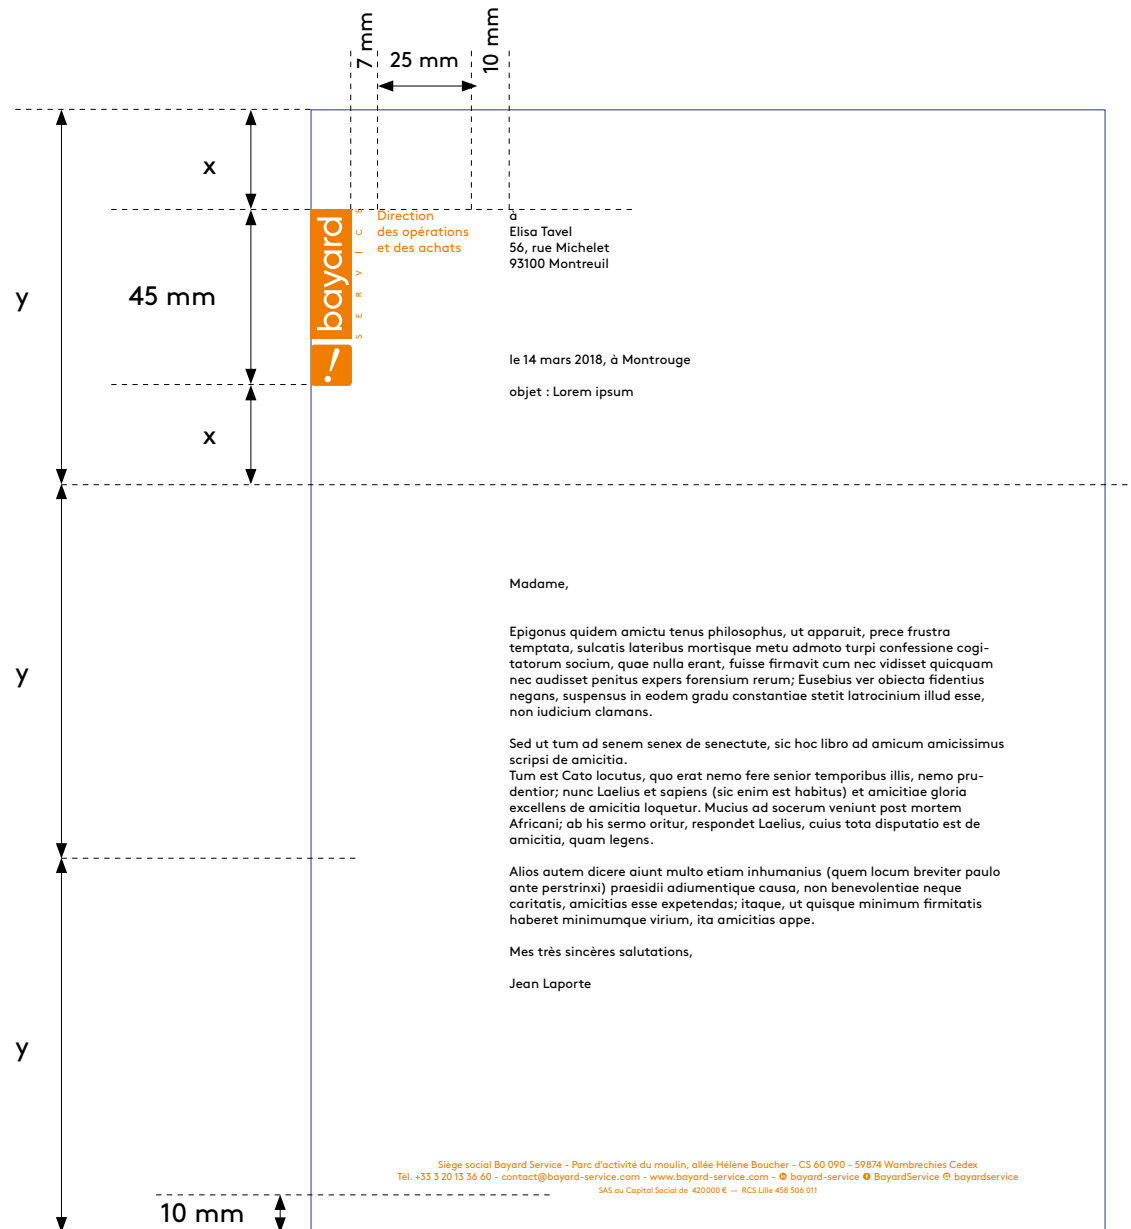 7 mm
25 mm
10 mm
x
Direction
des opérations
et des achats
à
Elisa Tavel
56, rue Michelet
93100 Montreuil
bayard
SERVICE
!
y
45 mm
le 14 mars 2018, à Montrouge
objet : Lorem ipsum
x
Madame,
Epigonus quidem amictu tenus philosophus, ut apparuit, prece frustra
temptata, sulcatis lateribus mortisque metu admoto turpi confessione cogi-
tatorum socium, quae nulla erant, fuisse firmavit cum nec vidisset quicquam
nec audisset penitus expers forensium rerum; Eusebius ver obiecta fidentius
negans, suspensus in eodem gradu constantiae stetit latrocinium illud esse,
non iudicium clamans.
y
Sed ut tum ad senem senex de senectute, sic hoc libro ad amicum amicissimus
scripsi de amicitia.
Tum est Cato locutus, quo erat nemo fere senior temporibus illis, nemo pru-
dentior; nunc Laelius et sapiens (sic enim est habitus) et amicitiae gloria
excellens de amicitia loquetur. Mucius ad socerum veniunt post mortem
Africani; ab his sermo oritur, respondet Laelius, cuius tota disputatio est de
amicitia, quam legens.
Alios autem dicere aiunt multo etiam inhumanius (quem locum breviter paulo
ante perstrinxi) praesidii adiumentique causa, non benevolentiae neque
caritatis, amicitias esse expetendas; itaque, ut quisque minimum firmitatis
haberet minimumque virium, ita amicitias appe.
Mes très sincères salutations,
Jean Laporte
y
Siège social Bayard Service - Parc d'activité du moulin, allée Hélène Boucher - CS 60 090 - 59874 Wambrechies Cedex
Tél. +33 3 20 13 36 60 - contact@bayard-service.com - www.bayard-service.com - bayard-service BayardService bayardservice
SAS au Capital Social de 420000 € — RCS Lille 458 506 011
10 mm